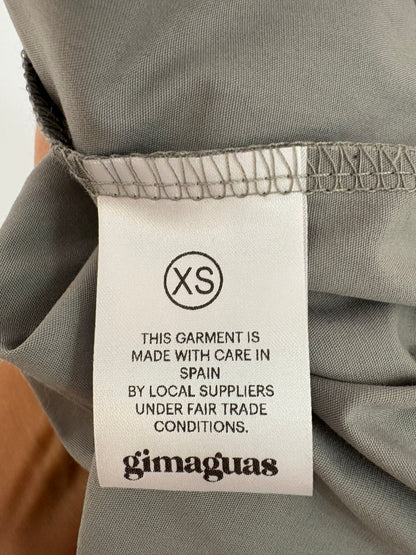 XS
THIS GARMENT IS
MADE WITH CARE IN
SPAIN
BY LOCAL SUPPLIERS
UNDER FAIR TRADE
CONDITIONS.
gimaguas